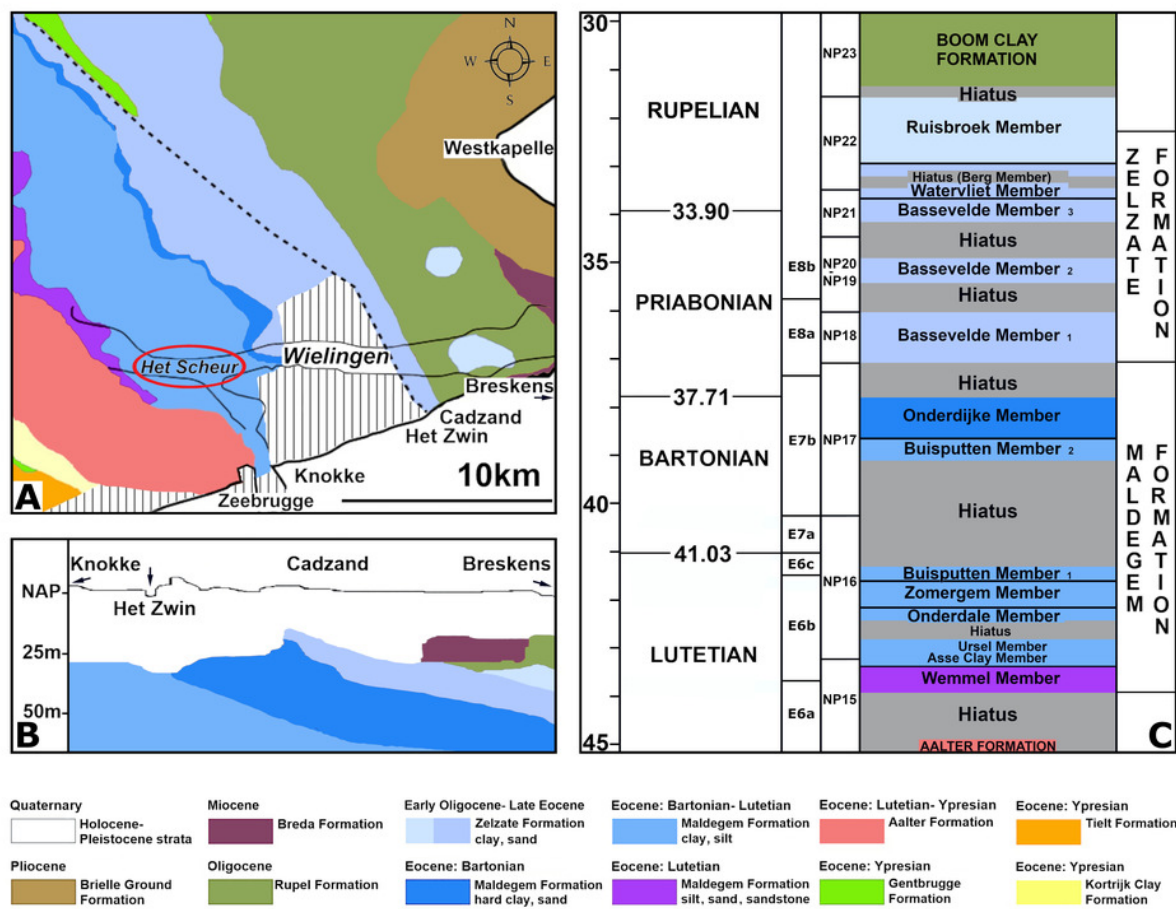 N
W
E
S
Westkapelle
Het Scheur
Wielingen
Breskens
Cadzand
Het Zwin
Knokke
Zeebrugge
10km
A
Knokke
Cadzand
Breskens
NAP
Het Zwin
25m
50m
B
30
35
40
45
RUPELIAN
33.90
PRIABONIAN
37.71
BARTONIAN
41.03
LUTETIAN
E8b
E8a
E7b
E7a
E6c
E6b
E6a
NP23
NP22
NP21
NP20
-
NP19
NP18
NP17
NP16
NP15
BOOM CLAY
FORMATION
Hiatus
Ruisbroek Member
Hiatus (Berg Member)
Watervliet Member
Bassevelde Member 3
Hiatus
Bassevelde Member 2
Hiatus
Bassevelde Member 1
Hiatus
Onderdijke Member
Buisputten Member 2
Hiatus
Buisputten Member 1
Zomergem Member
Onderdale Member
Hiatus
Ursel Member
Asse Clay Member
Wemmel Member
Hiatus
AALTER FORMATION
ZELZATE
FORMATION
MALDEGEM
FORMATION
C
Quaternary
Holocene-
Pleistocene strata
Miocene
Breda Formation
Early Oligocene- Late Eocene
Zelzate Formation
clay, sand
Eocene: Bartonian- Lutetian
Maldegem Formation
clay, silt
Eocene: Lutetian- Ypresian
Aalter Formation
Eocene: Ypresian
Tielt Formation
Pliocene
Brielle Ground
Formation
Oligocene
Rupel Formation
Eocene: Bartonian
Maldegem Formation
hard clay, sand
Eocene: Lutetian
Maldegem Formation
silt, sand, sandstone
Eocene: Ypresian
Gentbrugge
Formation
Eocene: Ypresian
Kortrijk Clay
Formation